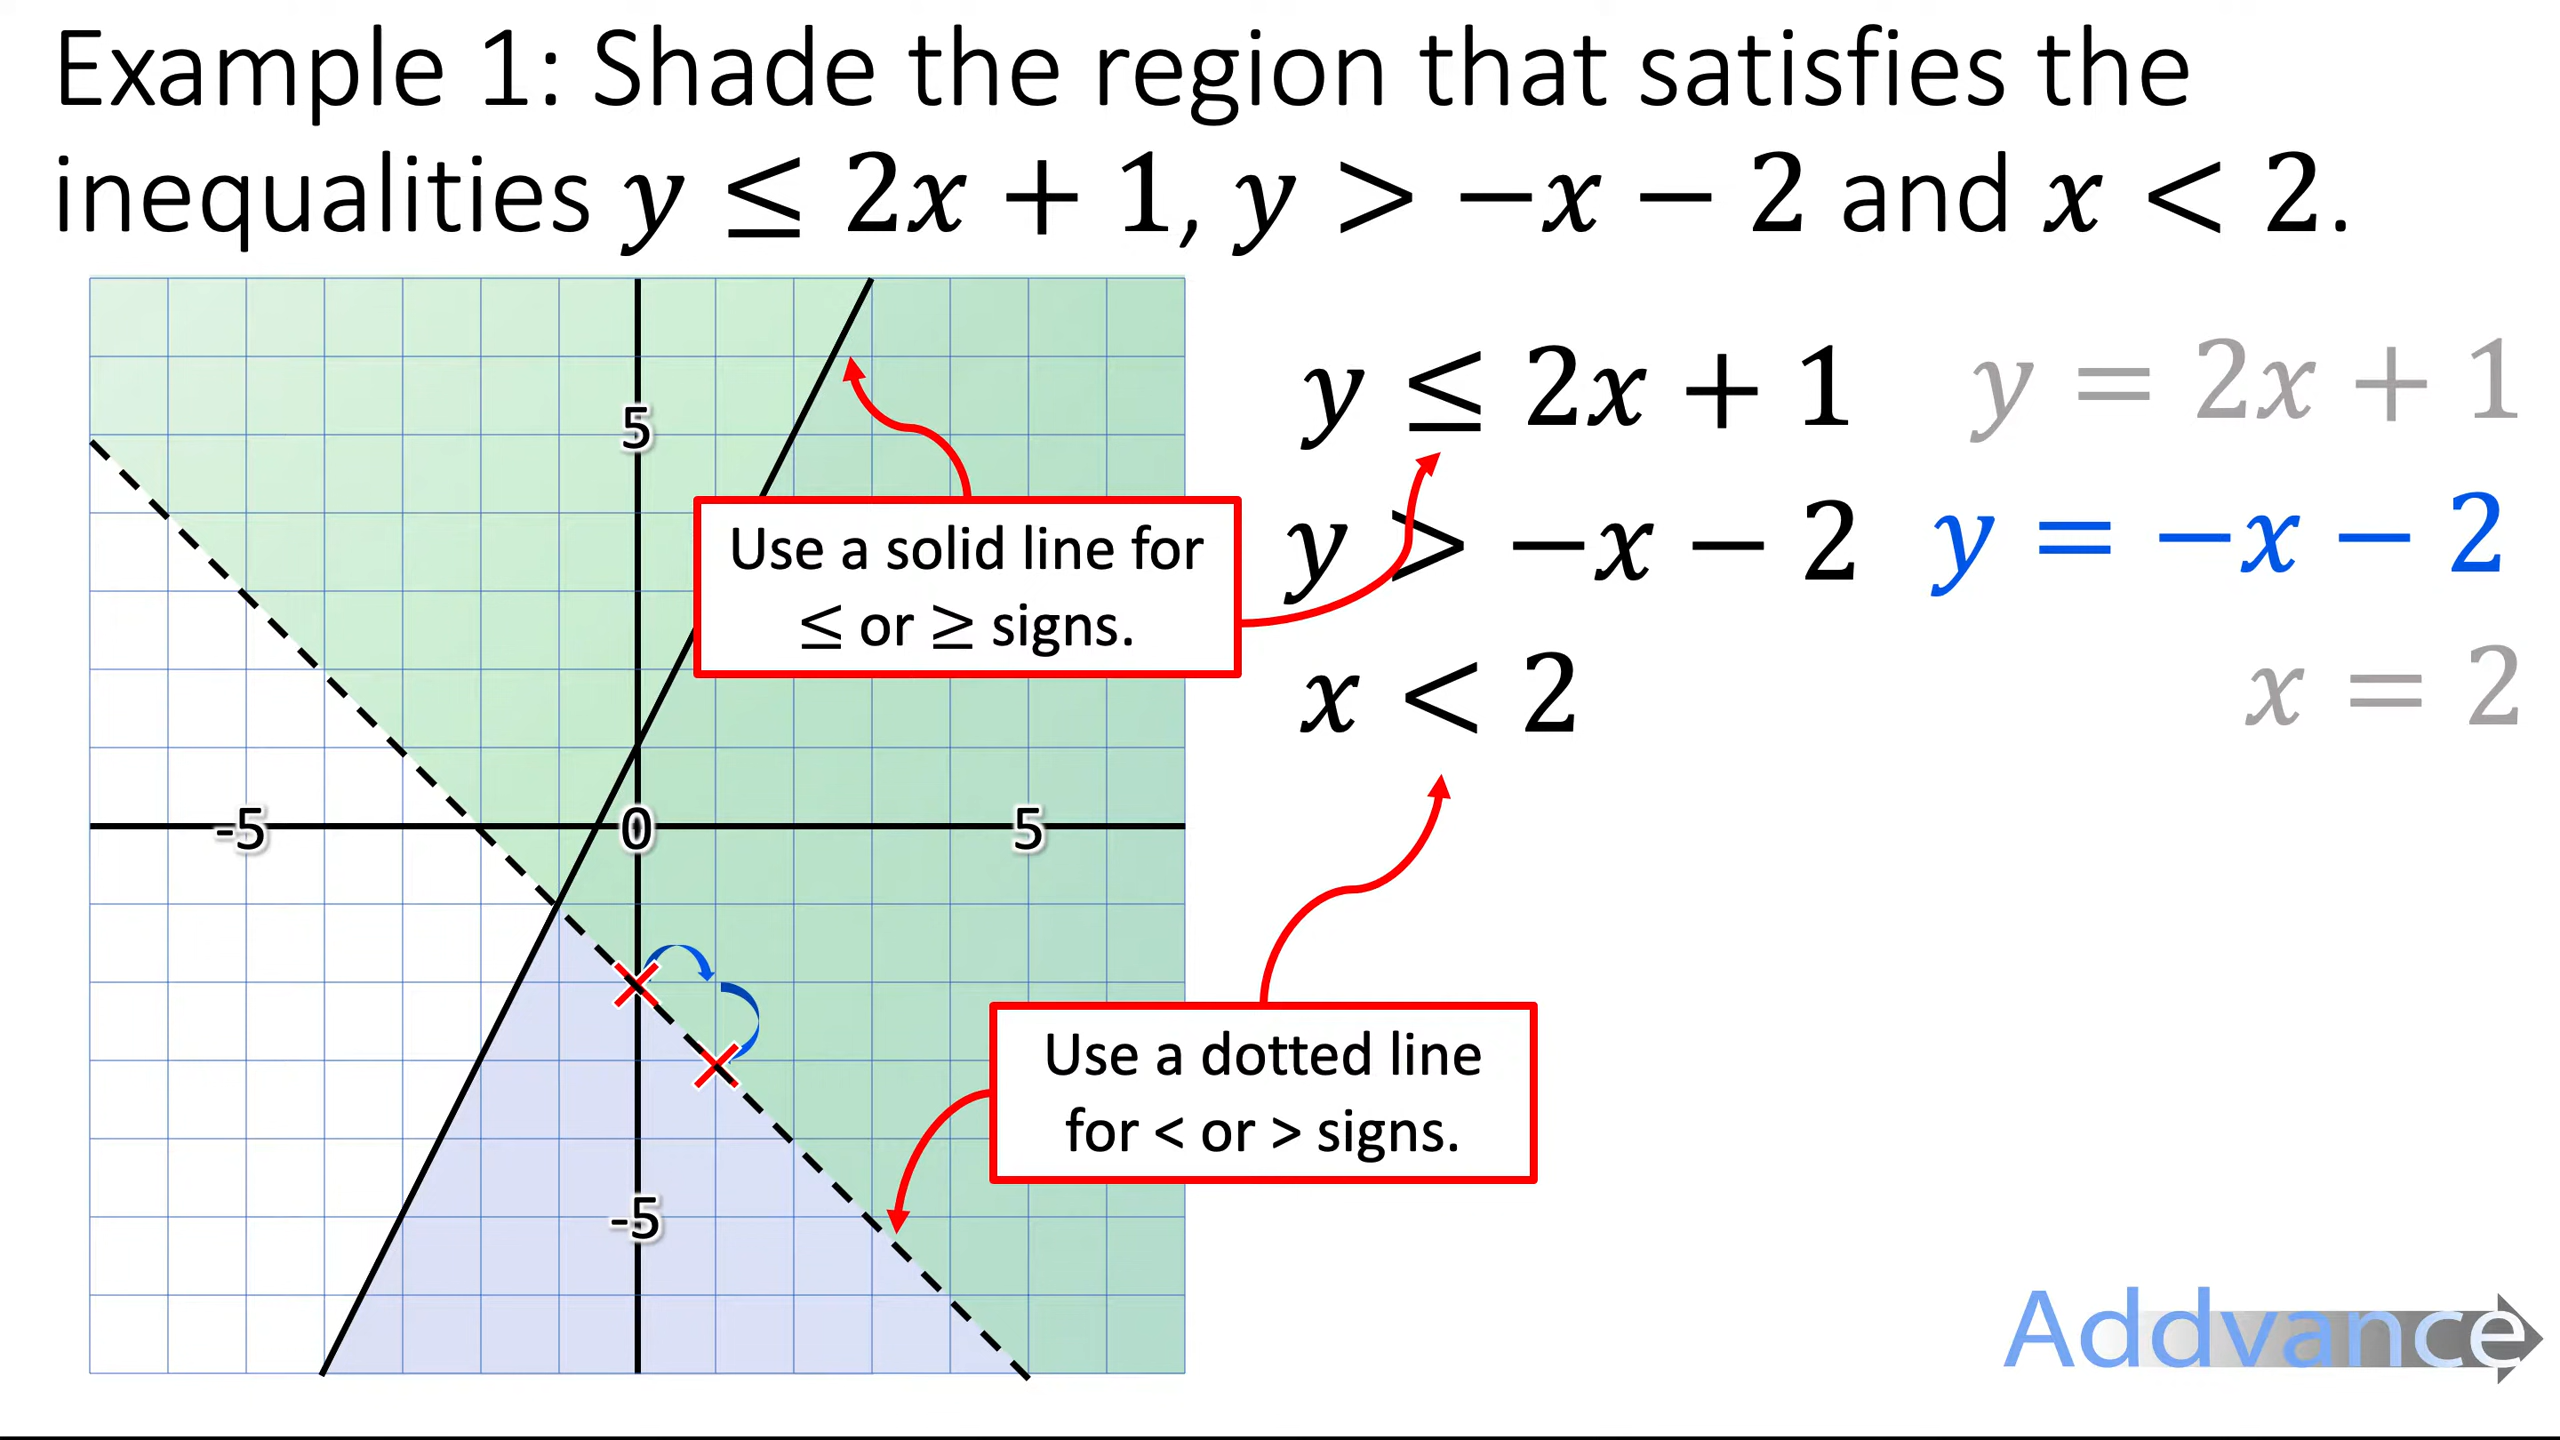 Example 1: Shade the region that satisfies the
inequalities y ≤ 2x + 1, y > −x − 2 and x < 2.
5
-5
0
5
-5
Use a solid line for
≤ or ≥ signs.
y ≤ 2x + 1
y = 2x + 1
y > −x − 2
y = −x − 2
x < 2
x = 2
Use a dotted line
for < or > signs.
Addvance